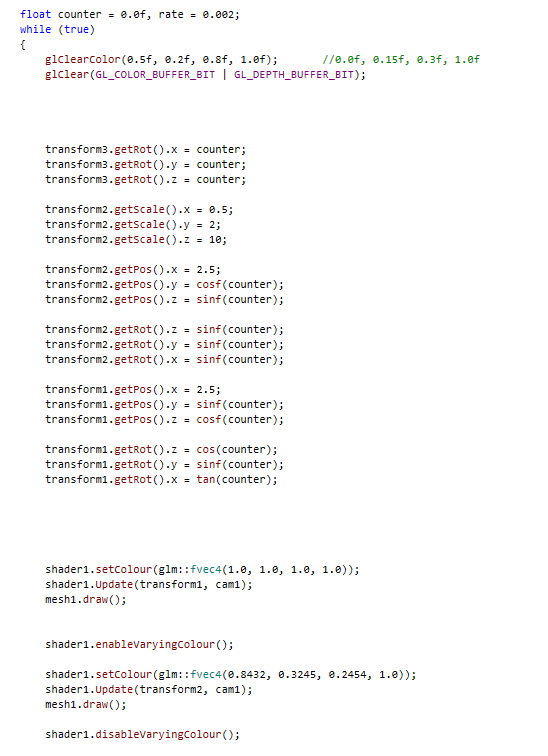 float counter = 0.0f, rate = 0.002;
while (true)
{
glClearColor(0.5f, 0.2f, 0.8f, 1.0f); //0.0f, 0.15f, 0.3f, 1.0f
glClear(GL_COLOR_BUFFER_BIT | GL_DEPTH_BUFFER_BIT);
transform3.getRot().x = counter;
transform3.getRot().y = counter;
transform3.getRot().z = counter;
transform2.getScale().x = 0.5;
transform2.getScale().y = 2;
transform2.getScale().z = 10;
transform2.getPos().x = 2.5;
transform2.getPos().y = cosf(counter);
transform2.getPos().z = sinf(counter);
transform2.getRot().z = sinf(counter);
transform2.getRot().y = sinf(counter);
transform2.getRot().x = sinf(counter);
transform1.getPos().x = 2.5;
transform1.getPos().y = sinf(counter);
transform1.getPos().z = cosf(counter);
transform1.getRot().z = cos(counter);
transform1.getRot().y = sinf(counter);
transform1.getRot().x = tan(counter);
shader1.setColour(glm::fvec4(1.0, 1.0, 1.0, 1.0));
shader1.Update(transform1, cam1);
mesh1.draw();
shader1.enableVaryingColour();
shader1.setColour(glm::fvec4(0.8432, 0.3245, 0.2454, 1.0));
shader1.Update(transform2, cam1);
mesh1.draw();
shader1.disableVaryingColour();